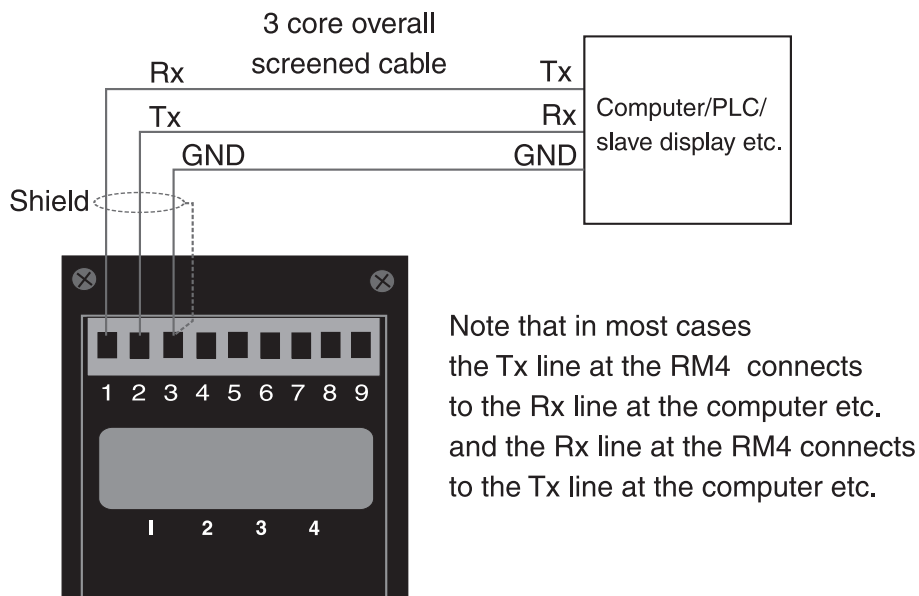 3 core overall
screened cable
Rx
Tx
Tx
Rx
GND
GND
Computer/PLC/
slave display etc.
Shield
1 2 3 4 5 6 7 8 9
1 2 3 4
Note that in most cases
the Tx line at the RM4 connects
to the Rx line at the computer etc.
and the Rx line at the RM4 connects
to the Tx line at the computer etc.